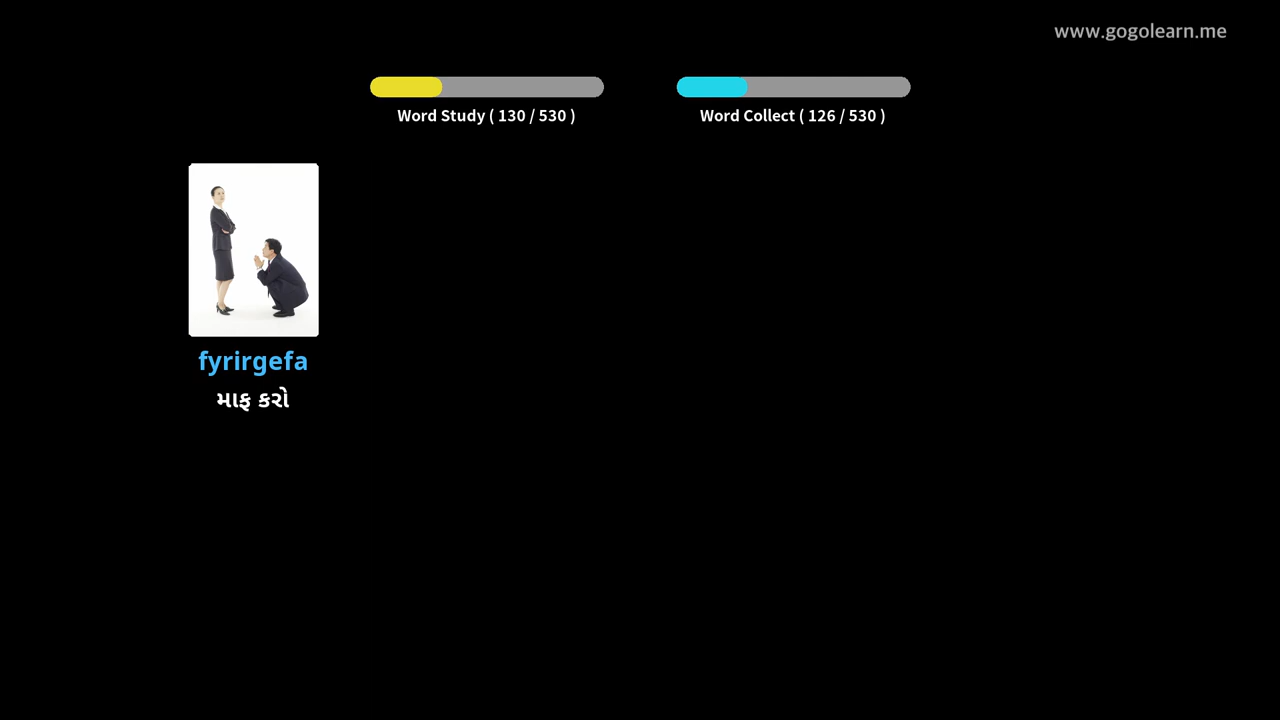 www.gogolearn.me
Word Study ( 130 / 530 )
Word Collect ( 126 / 530 )
fyrirgefa
માફ કરો